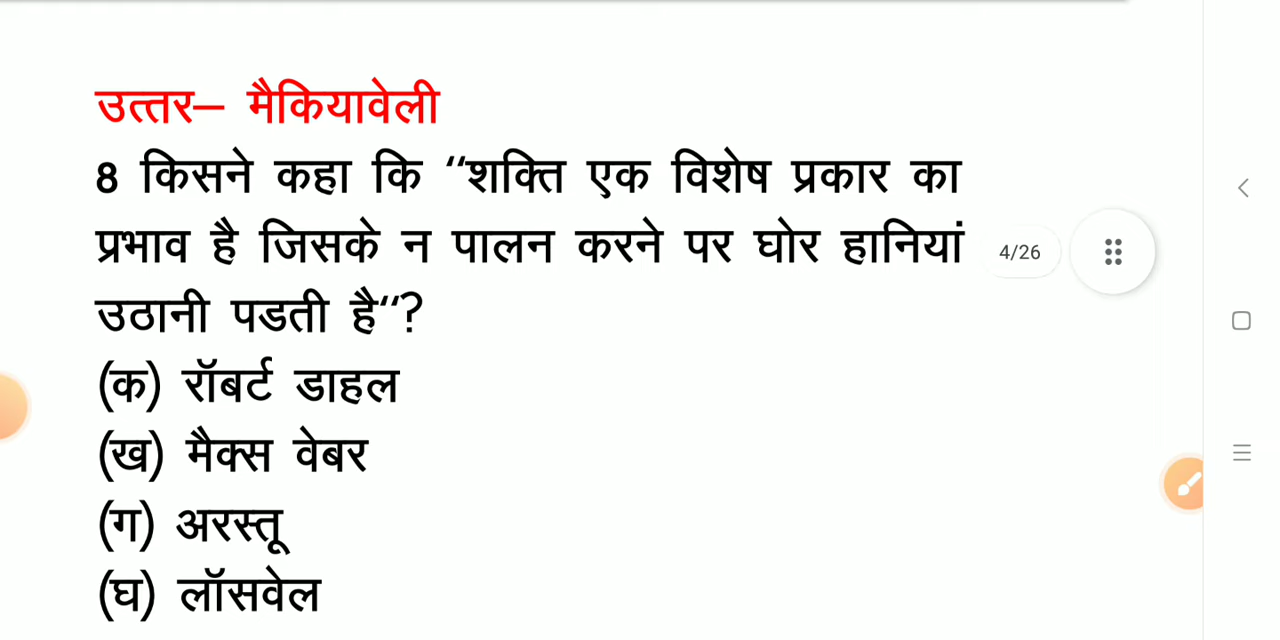 उत्तर– मैकियावेली
8 किसने कहा कि “शक्ति एक विशेष प्रकार का
प्रभाव है जिसके न पालन करने पर घोर हानियां
4/26
उठानी पडती है“?
(क) रॉबर्ट डाहल
(ख) मैक्स वेबर
(ग) अरस्तू
(घ) लॉसवेल